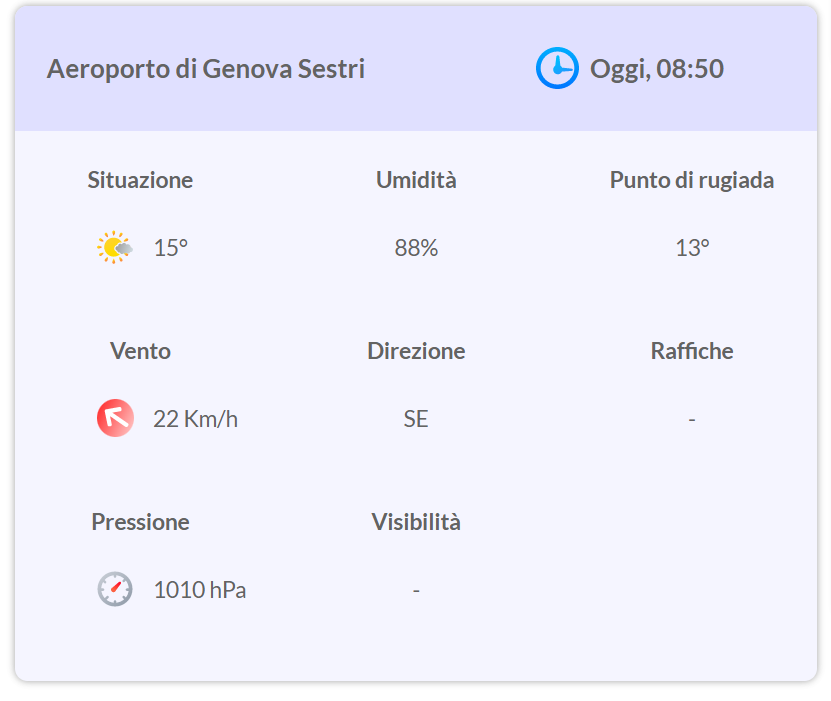 Aeroporto di Genova Sestri Oggi, 08:50
Situazione Umidità Punto di rugiada
15° 88% 13°
Vento Direzione Raffiche
22 Km/h SE -
Pressione Visibilità
1010 hPa -